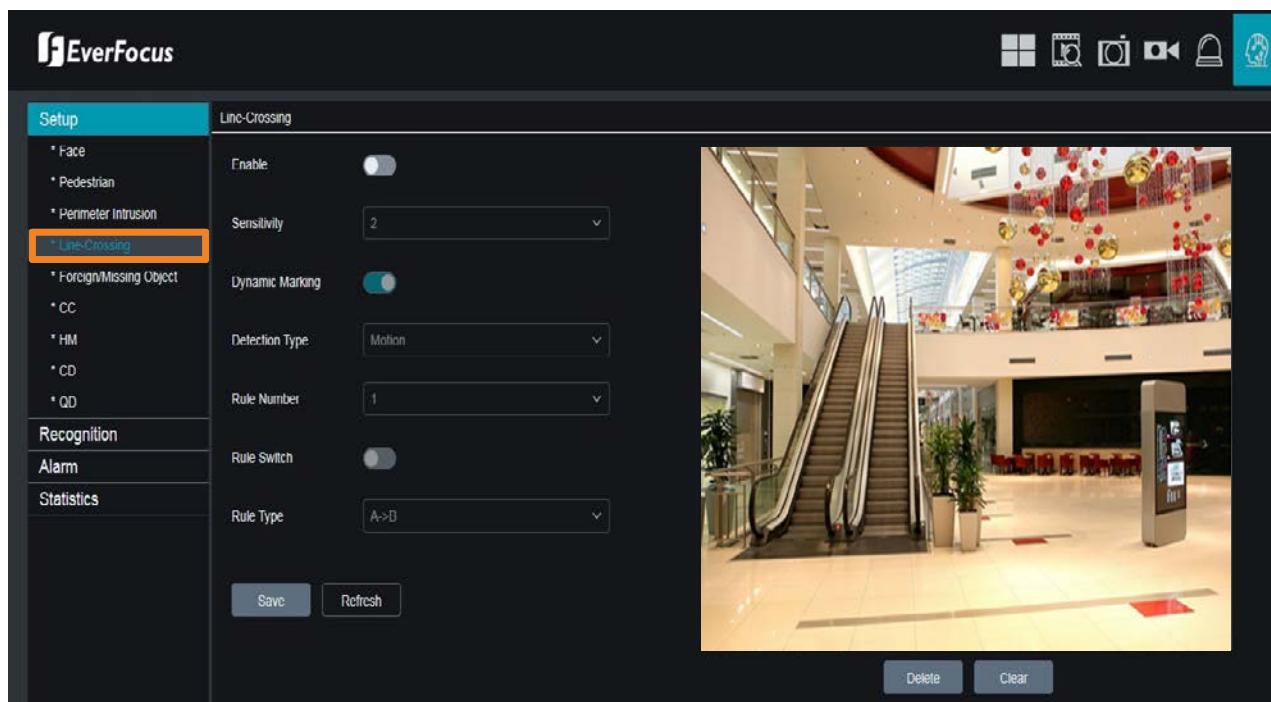 EverFocus
Setup
* Face
* Pedestrian
* Perimeter Intrusion
* Line-Crossing
* Foreign/Missing Object
* CC
* HM
* CD
* QD
Recognition
Alarm
Statistics
Line-Crossing
Enable
Sensitivity
2
Dynamic Marking
Detection Type
Motion
Rule Number
1
Rule Switch
Rule Type
A->B
Save
Refresh
Delete
Clear